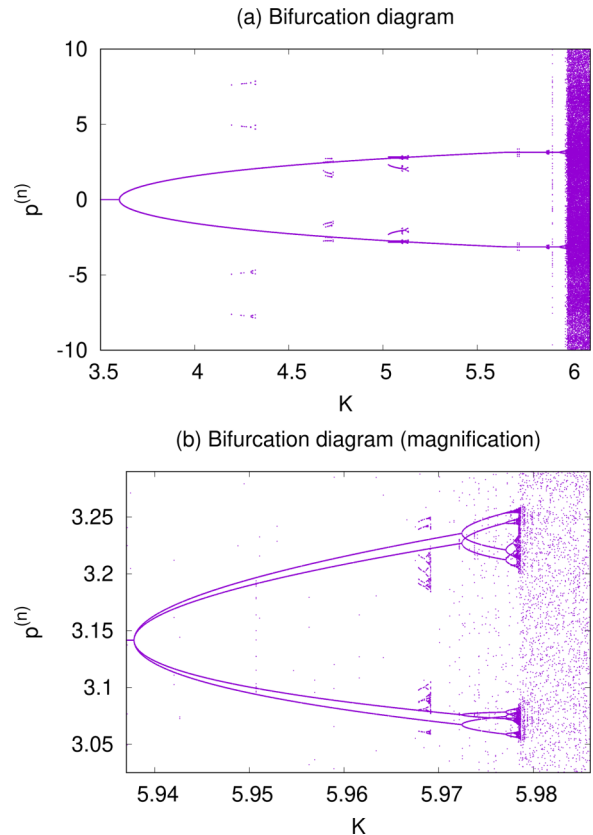 (a) Bifurcation diagram
10
5
0
-5
-10
p(n)
3.5 4 4.5 5 5.5 6
K
(b) Bifurcation diagram (magnification)
3.25
3.2
3.15
3.1
3.05
p(n)
5.94 5.95 5.96 5.97 5.98
K